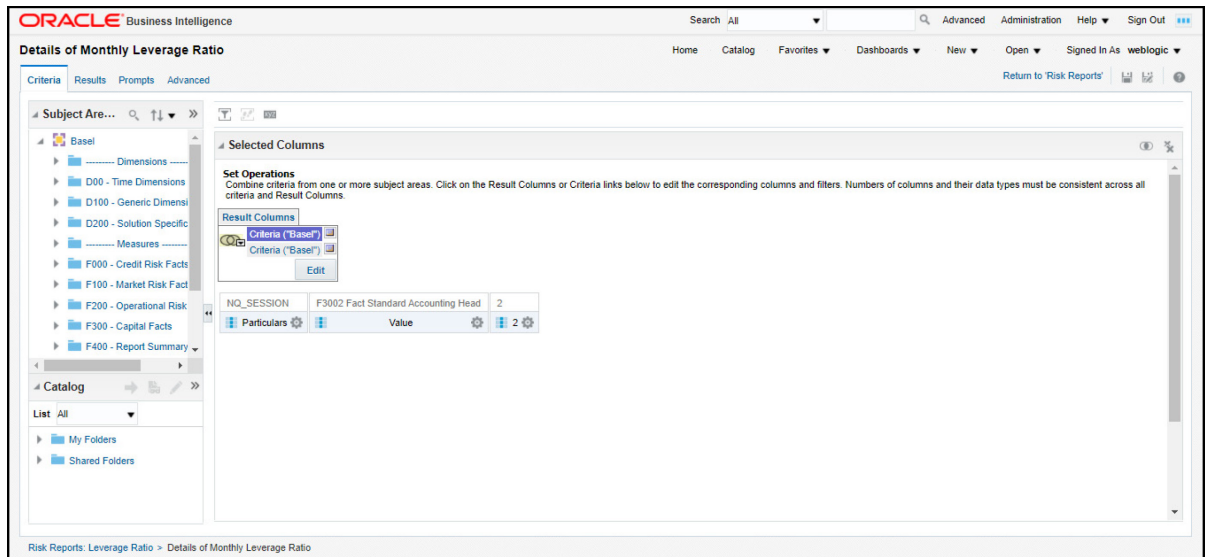 ORACLE Business Intelligence
Search All Advanced Administration Help Sign Out
Details of Monthly Leverage Ratio
Home Catalog Favorites Dashboards New Open Signed In As weblogic
Criteria Results Prompts Advanced
Return to 'Risk Reports'
Subject Are...
Basel
--------- Dimensions ------
D00 - Time Dimensions
D100 - Generic Dimensi
D200 - Solution Specific
--------- Measures --------
F000 - Credit Risk Facts
F100 - Market Risk Fact
F200 - Operational Risk
F300 - Capital Facts
F400 - Report Summary
Catalog
List All
My Folders
Shared Folders
Selected Columns
Set Operations
Combine criteria from one or more subject areas. Click on the Result Columns or Criteria links below to edit the corresponding columns and filters. Numbers of columns and their data types must be consistent across all
criteria and Result Columns.
Result Columns
Criteria ("Basel")
Criteria ("Basel")
Edit
NQ_SESSION F3002 Fact Standard Accounting Head 2
Particulars Value 2
Risk Reports: Leverage Ratio > Details of Monthly Leverage Ratio